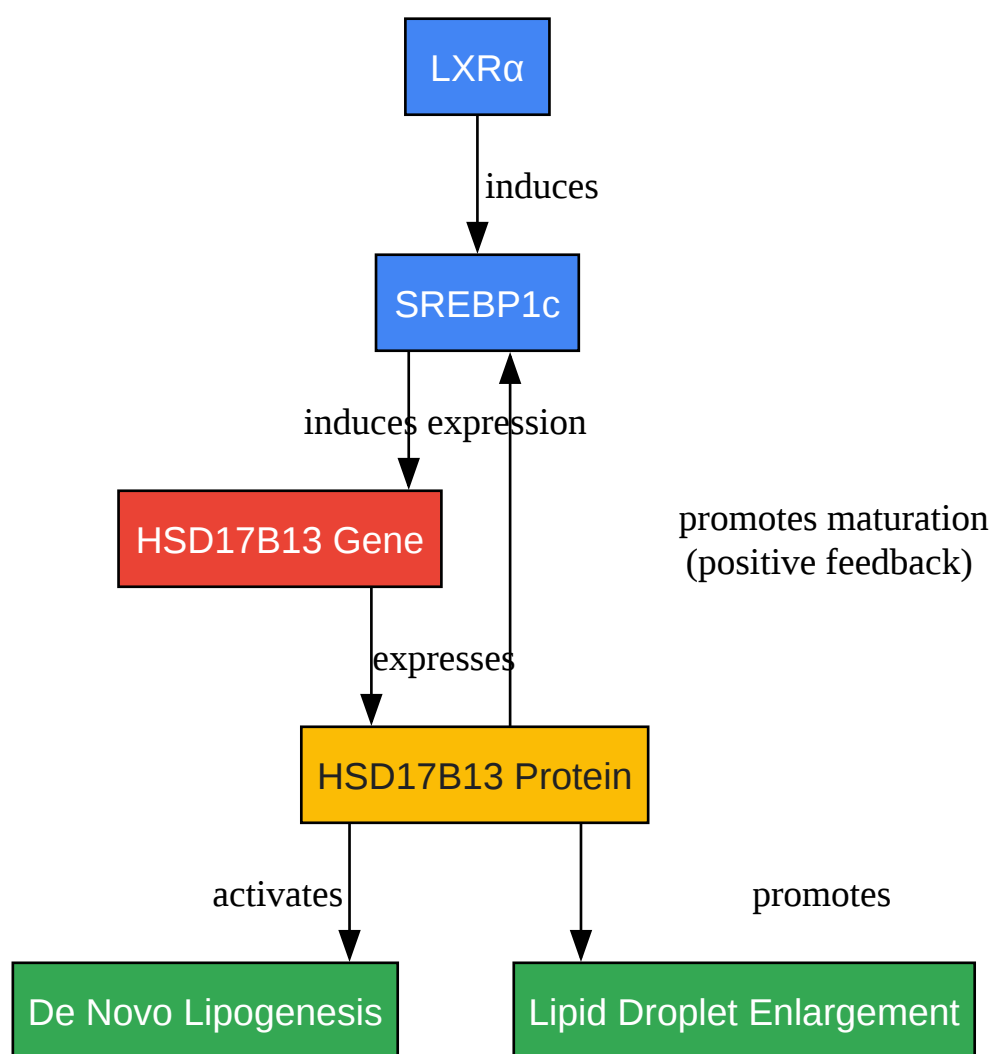 LXRα
induces
SREBP1c
induces expression
HSD17B13 Gene
promotes maturation
(positive feedback)
expresses
HSD17B13 Protein
activates
promotes
De Novo Lipogenesis
Lipid Droplet Enlargement